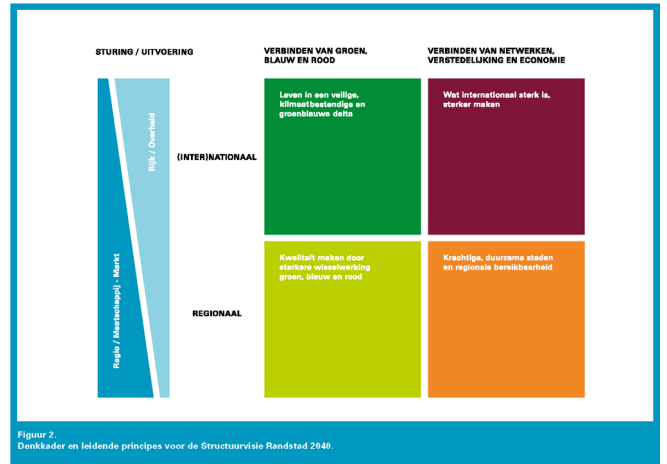 STURING / UITVOERING
VERBINDEN VAN GROEN,
BLAUW EN ROOD
VERBINDEN VAN NETWERKEN,
VERSTEDELIJKING EN ECONOMIE
Rijk / Overheid
Regio / Maatschappij - Markt
(INTER)NATIONAAL
Leven in een veilige,
klimaatbestendige en
groenblauwe delta
Wat internationaal sterk is,
sterker maken
REGIONAAL
Kwaliteit maken door
sterkere wisselwerking
groen, blauw en rood
Krachtige, duurzame steden
en regionale bereikbaarheid
Figuur 2.
Denkkader en leidende principes voor de Structuurvisie Randstad 2040.